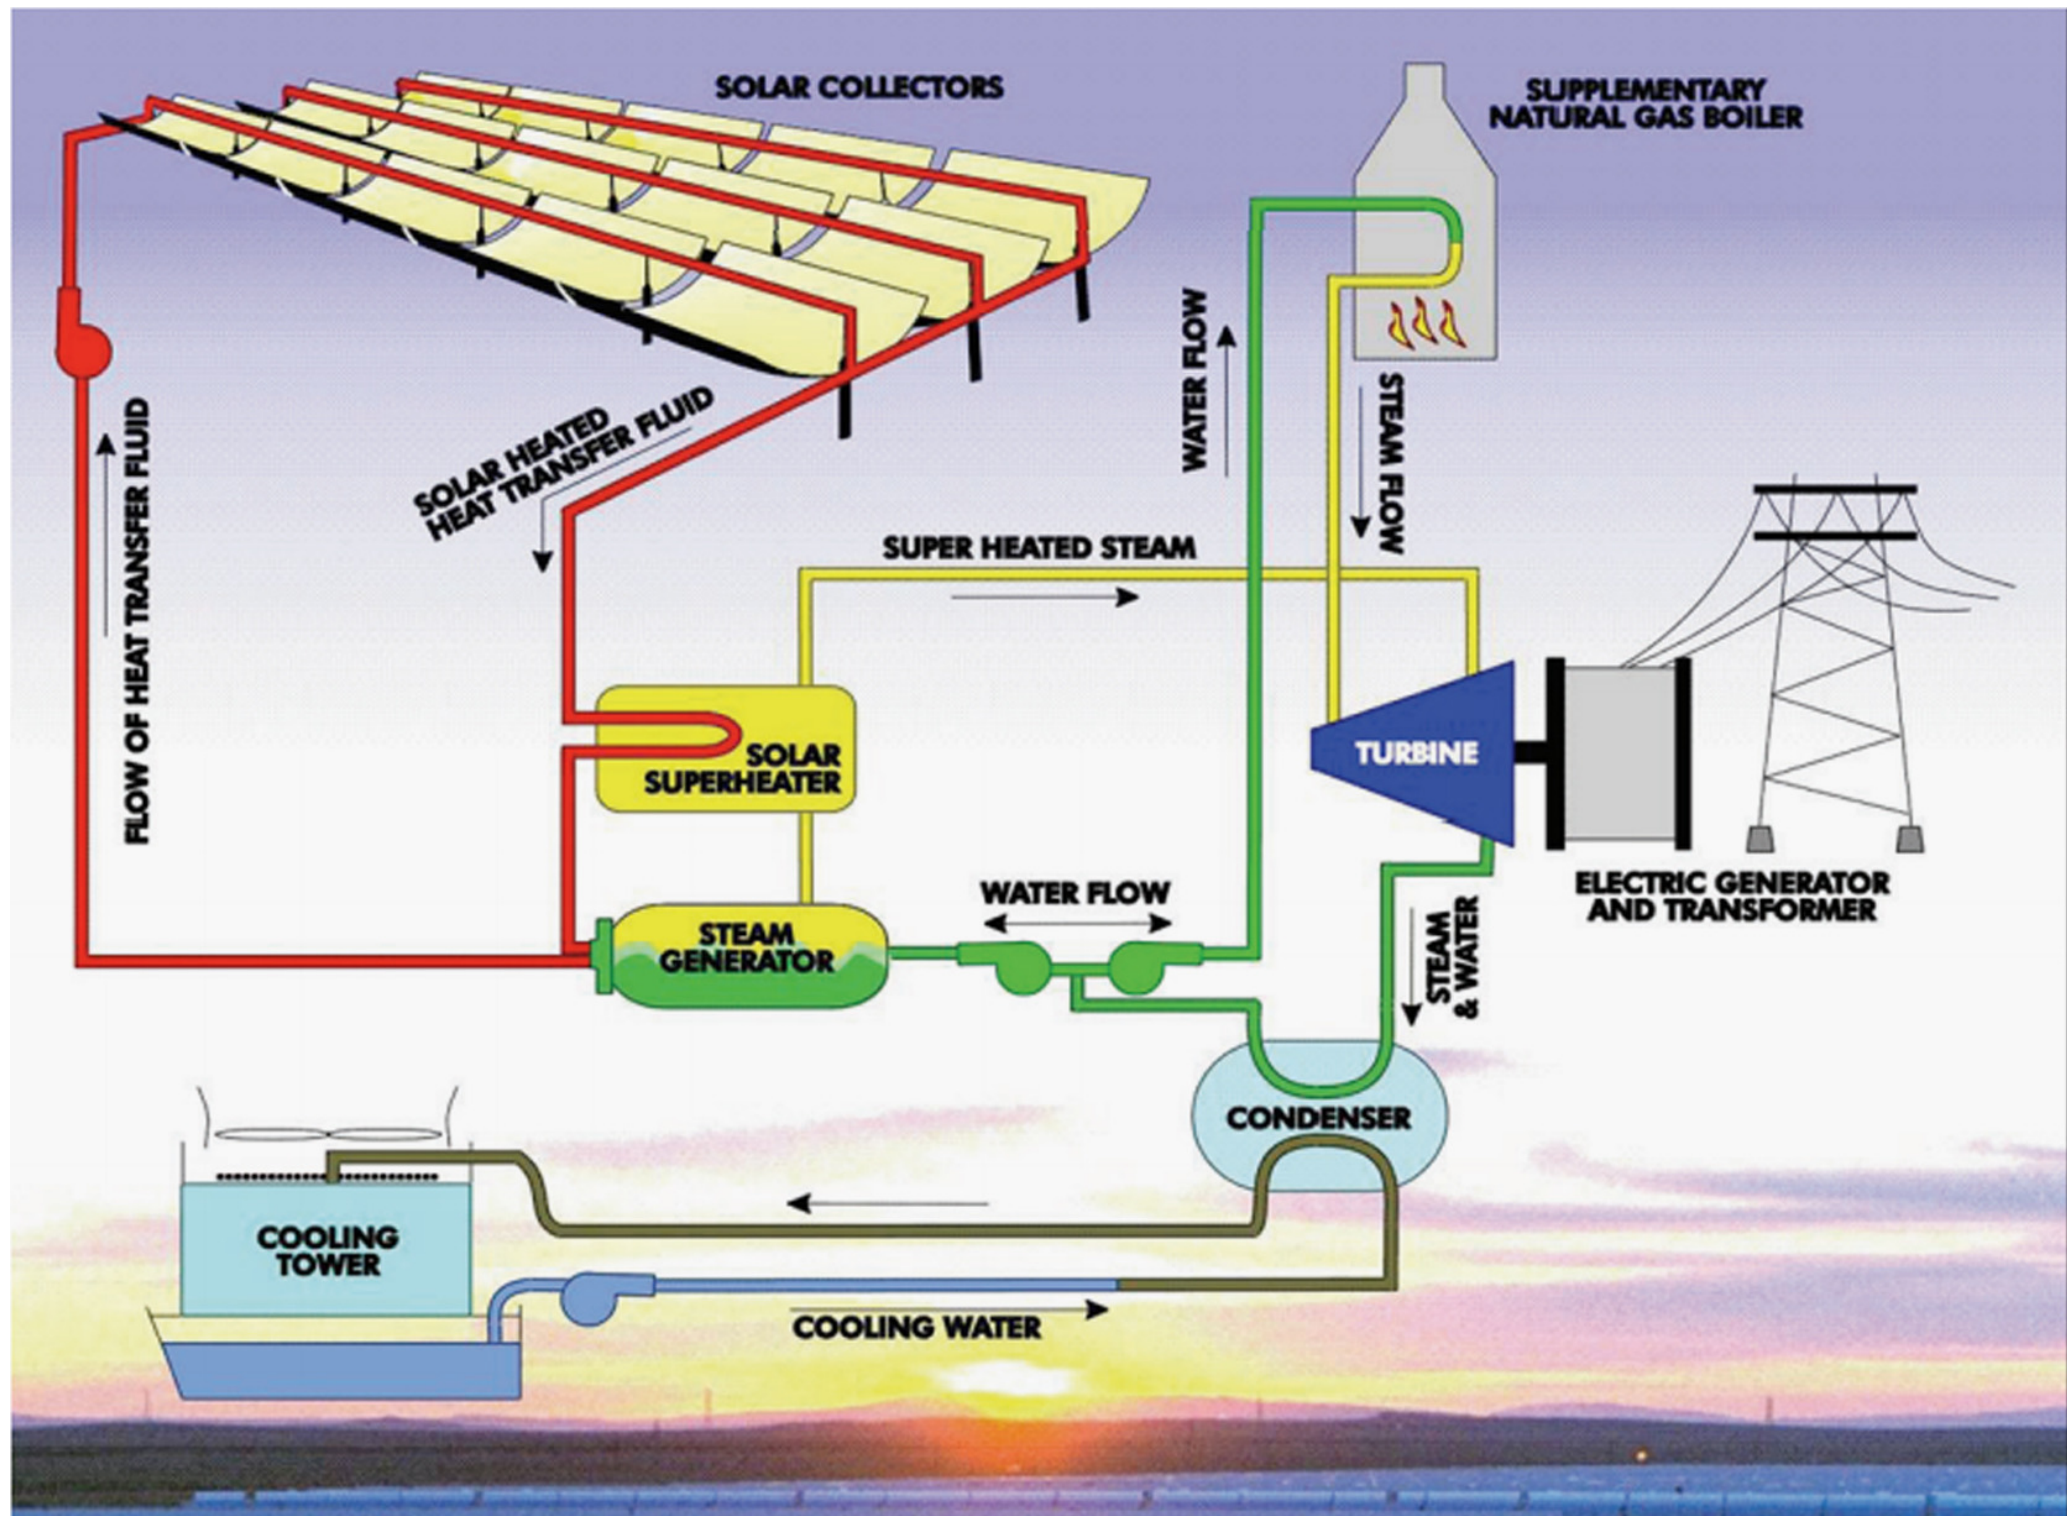 SOLAR COLLECTORS
SUPPLEMENTARY
NATURAL GAS BOILER
WATER FLOW
STEAM FLOW
SOLAR HEATED
HEAT TRANSFER FLUID
FLOW OF HEAT TRANSFER FLUID
SUPER HEATED STEAM
SOLAR
SUPERHEATER
TURBINE
ELECTRIC GENERATOR
AND TRANSFORMER
WATER FLOW
STEAM
GENERATOR
STEAM
& WATER
CONDENSER
COOLING
TOWER
COOLING WATER